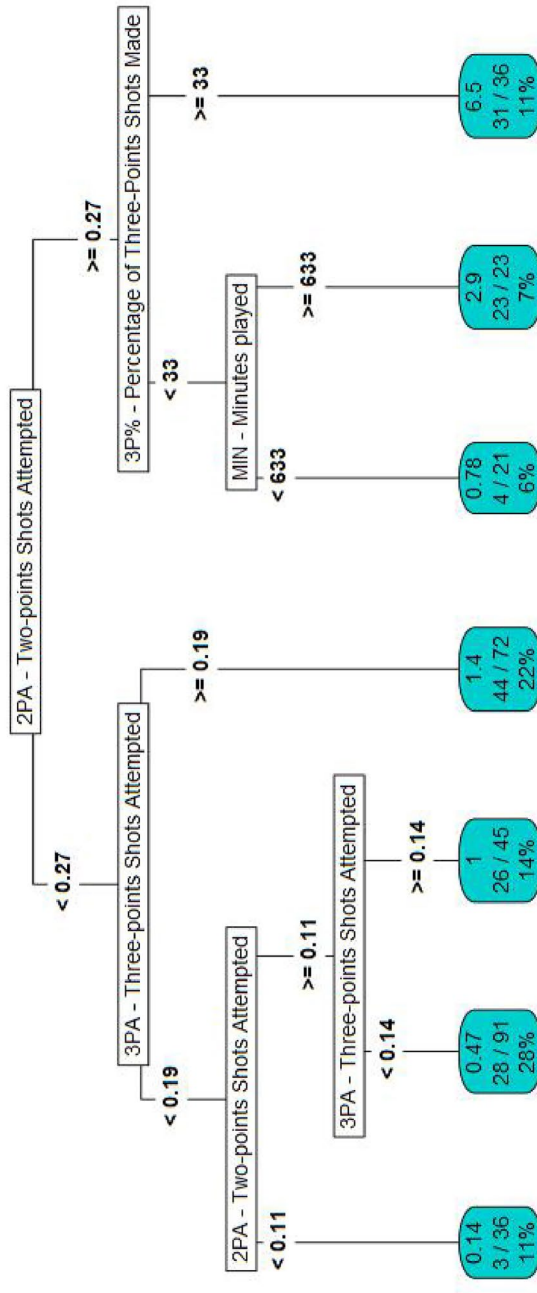 2PA - Two-points Shots Attempted
< 0.27
>= 0.27
3PA - Three-points Shots Attempted
3P% - Percentage of Three-Points Shots Made
< 0.19
>= 0.19
< 33
>= 33
2PA - Two-points Shots Attempted
MIN - Minutes played
< 0.11
>= 0.11
< 633
>= 633
3PA - Three-points Shots Attempted
< 0.14
>= 0.14
0.14
3 / 36
11%
0.47
28 / 91
28%
1
26 / 45
14%
1.4
44 / 72
22%
0.78
4 / 21
6%
2.9
23 / 23
7%
6.5
31 / 36
11%